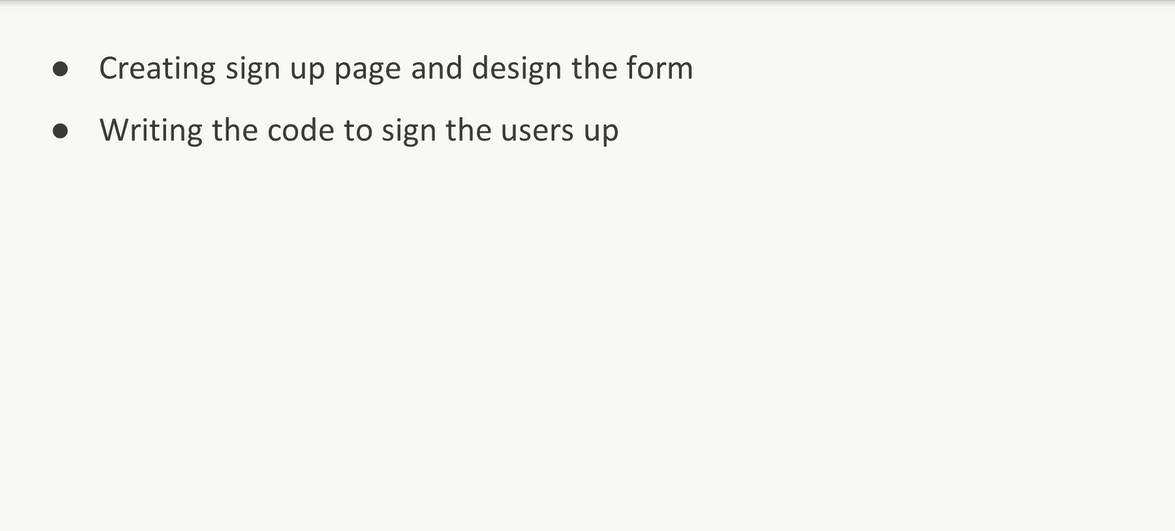 ● Creating sign up page and design the form
● Writing the code to sign the users up